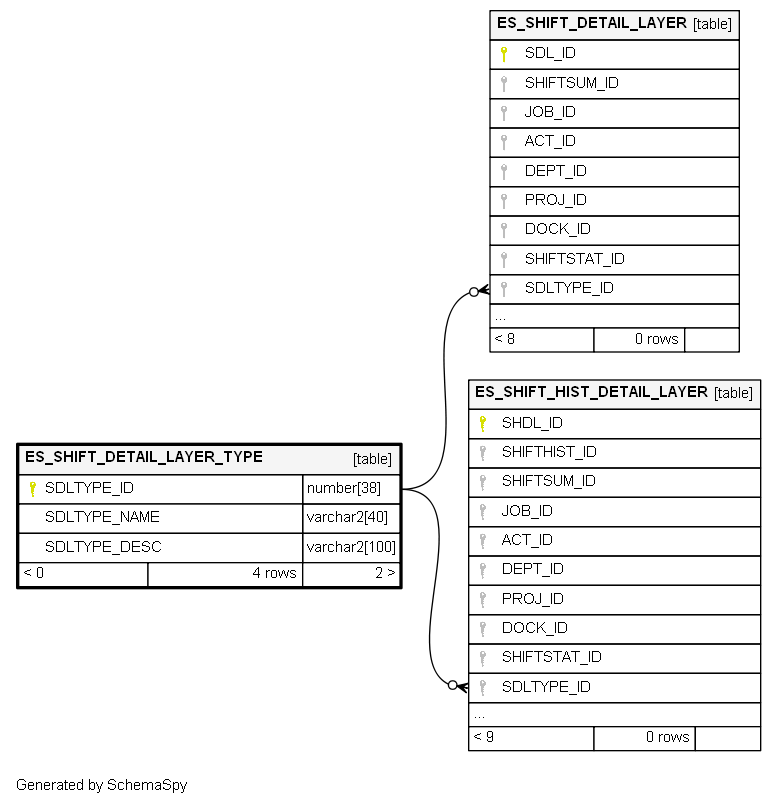 ES_SHIFT_DETAIL_LAYER [table]
SDL_ID
SHIFTSUM_ID
JOB_ID
ACT_ID
DEPT_ID
PROJ_ID
DOCK_ID
SHIFTSTAT_ID
SDLTYPE_ID
...
< 8 0 rows
ES_SHIFT_HIST_DETAIL_LAYER [table]
SHDL_ID
SHIFTHIST_ID
SHIFTSUM_ID
JOB_ID
ACT_ID
DEPT_ID
PROJ_ID
DOCK_ID
SHIFTSTAT_ID
SDLTYPE_ID
...
< 9 0 rows
ES_SHIFT_DETAIL_LAYER_TYPE [table]
SDLTYPE_ID number[38]
SDLTYPE_NAME varchar2[40]
SDLTYPE_DESC varchar2[100]
< 0 4 rows 2 >
Generated by SchemaSpy